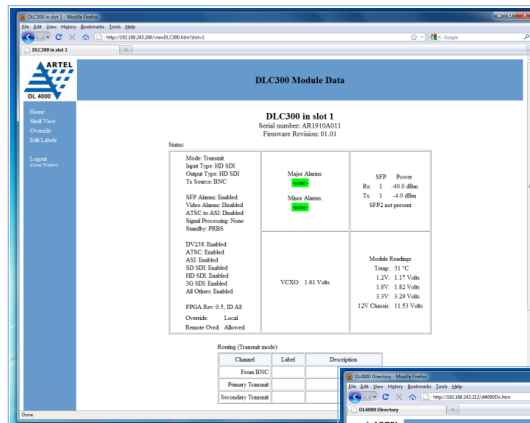 DLC300 in slot 1 - Mozilla Firefox
File Edit View History Bookmarks Tools Help
http://192.188.243.206/viewDLC300.htm?slot=1
Google
DLC300 in slot 1
ARTEL
DL 4000
DLC300 Module Data
Home
Shelf View
Override
Edit Labels
Logout
DLC300 in slot 1
Serial number: AR1910A011
Firmware Revision: 01.01
Status:
Mode: Transmit
Input Type: HD SDI
Output Type: HD SDI
Tx Source: BNC
SFP Alarms: Enabled
Video Alarms: Disabled
ATSC to ASI: Disabled
Signal Processing: None
Standby: PRBS
Major Alarms:
-none-
Minor Alarms:
-none-
SFP Power
Rx: 1 -40.0 dBm
Tx: 1 -4.0 dBm
SFP2 not present
DV238: Enabled
ATSC: Enabled
ASI: Enabled
SD SDI: Enabled
HD SDI: Enabled
3G SDI: Enabled
All Others: Enabled
FPGA Rev: 0.5, ID A8
Override: Local
Remote Ovrd: Allowed
VCXO: 1.61 Volts
Module Readings
Temp: 31 °C
1.2V: 1.17 Volts
1.8V: 1.82 Volts
3.3V: 3.29 Volts
12V Chassis: 11.53 Volts
Routing (Transmit mode):
Channel Label Description
From BNC
Primary Transmit
Secondary Transmit
Done
DL4000 Directory - Mozilla Firefox
File Edit View History Bookmarks Tools Help
http://192.188.243.212/dl4000Dir.htm
DL4000 Directory
ARTEL